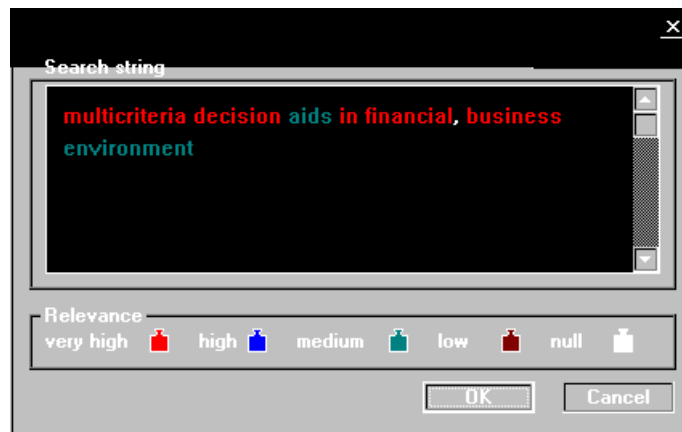 ×
Search string
multicriteria decision aids in financial, business
environment
Relevance
very high high medium low null
OK Cancel